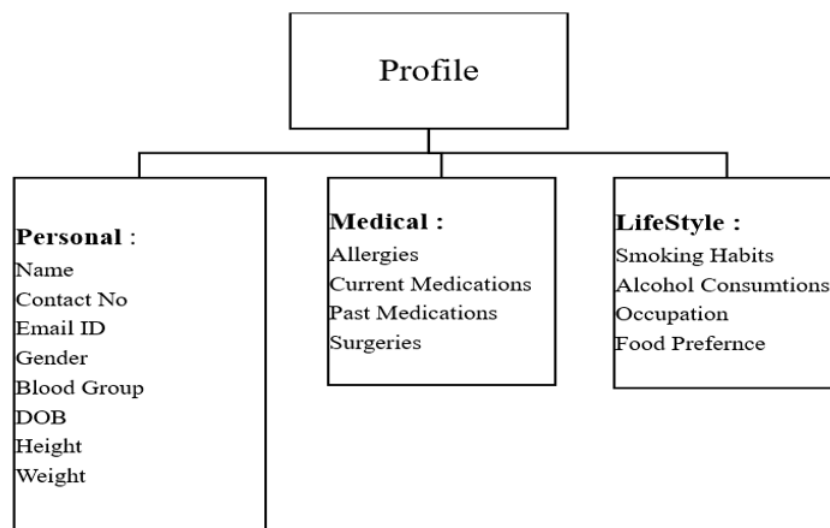 Profile
Personal :
Name
Contact No
Email ID
Gender
Blood Group
DOB
Height
Weight
Medical :
Allergies
Current Medications
Past Medications
Surgeries
LifeStyle :
Smoking Habits
Alcohol Consumtions
Occupation
Food Prefernce